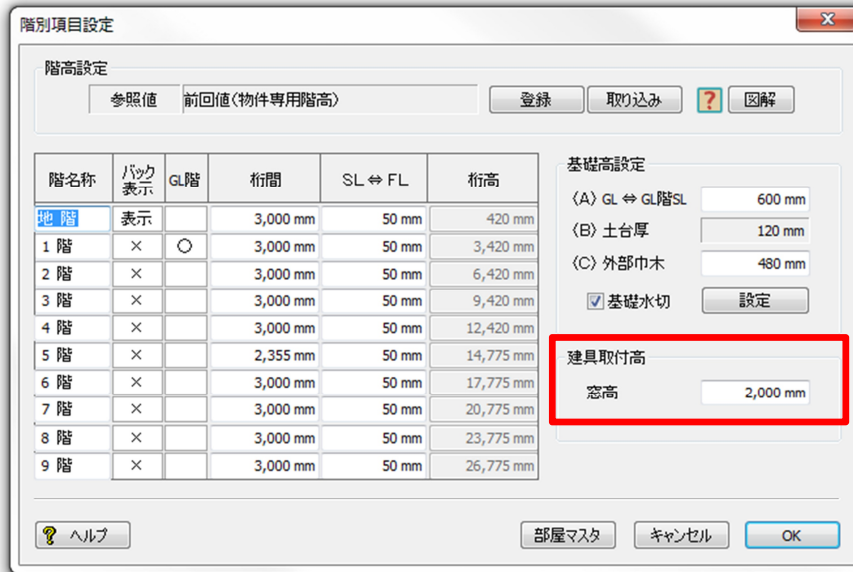 階別項目設定
階高設定
参照値 前回値(物件専用階高) 登録 取り込み ? 図解
階名称 バック表示 GL階 桁間 SL⇔FL 桁高
地 階 表示 3,000 mm 50 mm 420 mm
1 階 × ○ 3,000 mm 50 mm 3,420 mm
2 階 × 3,000 mm 50 mm 6,420 mm
3 階 × 3,000 mm 50 mm 9,420 mm
4 階 × 3,000 mm 50 mm 12,420 mm
5 階 × 2,355 mm 50 mm 14,775 mm
6 階 × 3,000 mm 50 mm 17,775 mm
7 階 × 3,000 mm 50 mm 20,775 mm
8 階 × 3,000 mm 50 mm 23,775 mm
9 階 × 3,000 mm 50 mm 26,775 mm
基礎高設定
(A) GL⇔GL階SL 600 mm
(B) 土台厚 120 mm
(C) 外部巾木 480 mm
基礎水切 設定
建具取付高
窓高 2,000 mm
? ヘルプ 部屋マスタ キャンセル OK